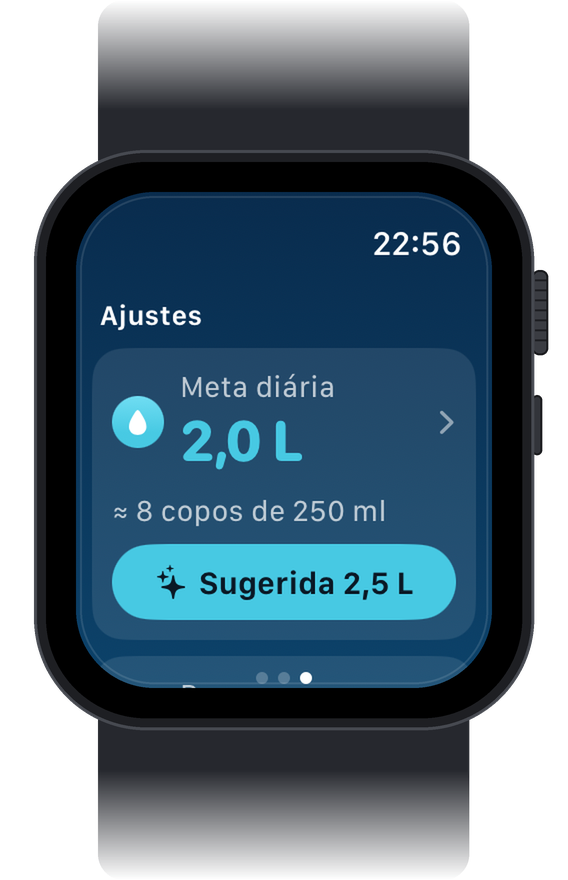 22:56
Ajustes
Meta diária
2,0 L
≈ 8 copos de 250 ml
Sugerida 2,5 L